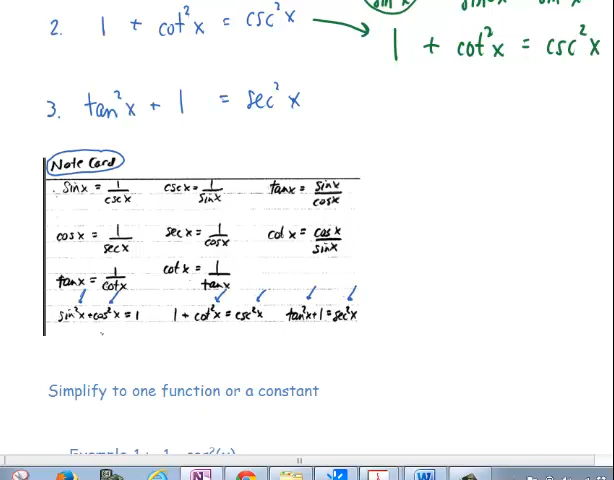 2. 1 + cot²x = csc²x
1 + cot²x = csc²x
3. tan²x + 1 = sec²x
Note Card
sinx = 1/cscx cscx = 1/sinx tanx = sinx/cosx
cosx = 1/secx secx = 1/cosx cotx = cosx/sinx
tanx = 1/cotx cotx = 1/tanx
sin²x + cos²x = 1 1 + cot²x = csc²x tan²x + 1 = sec²x
Simplify to one function or a constant